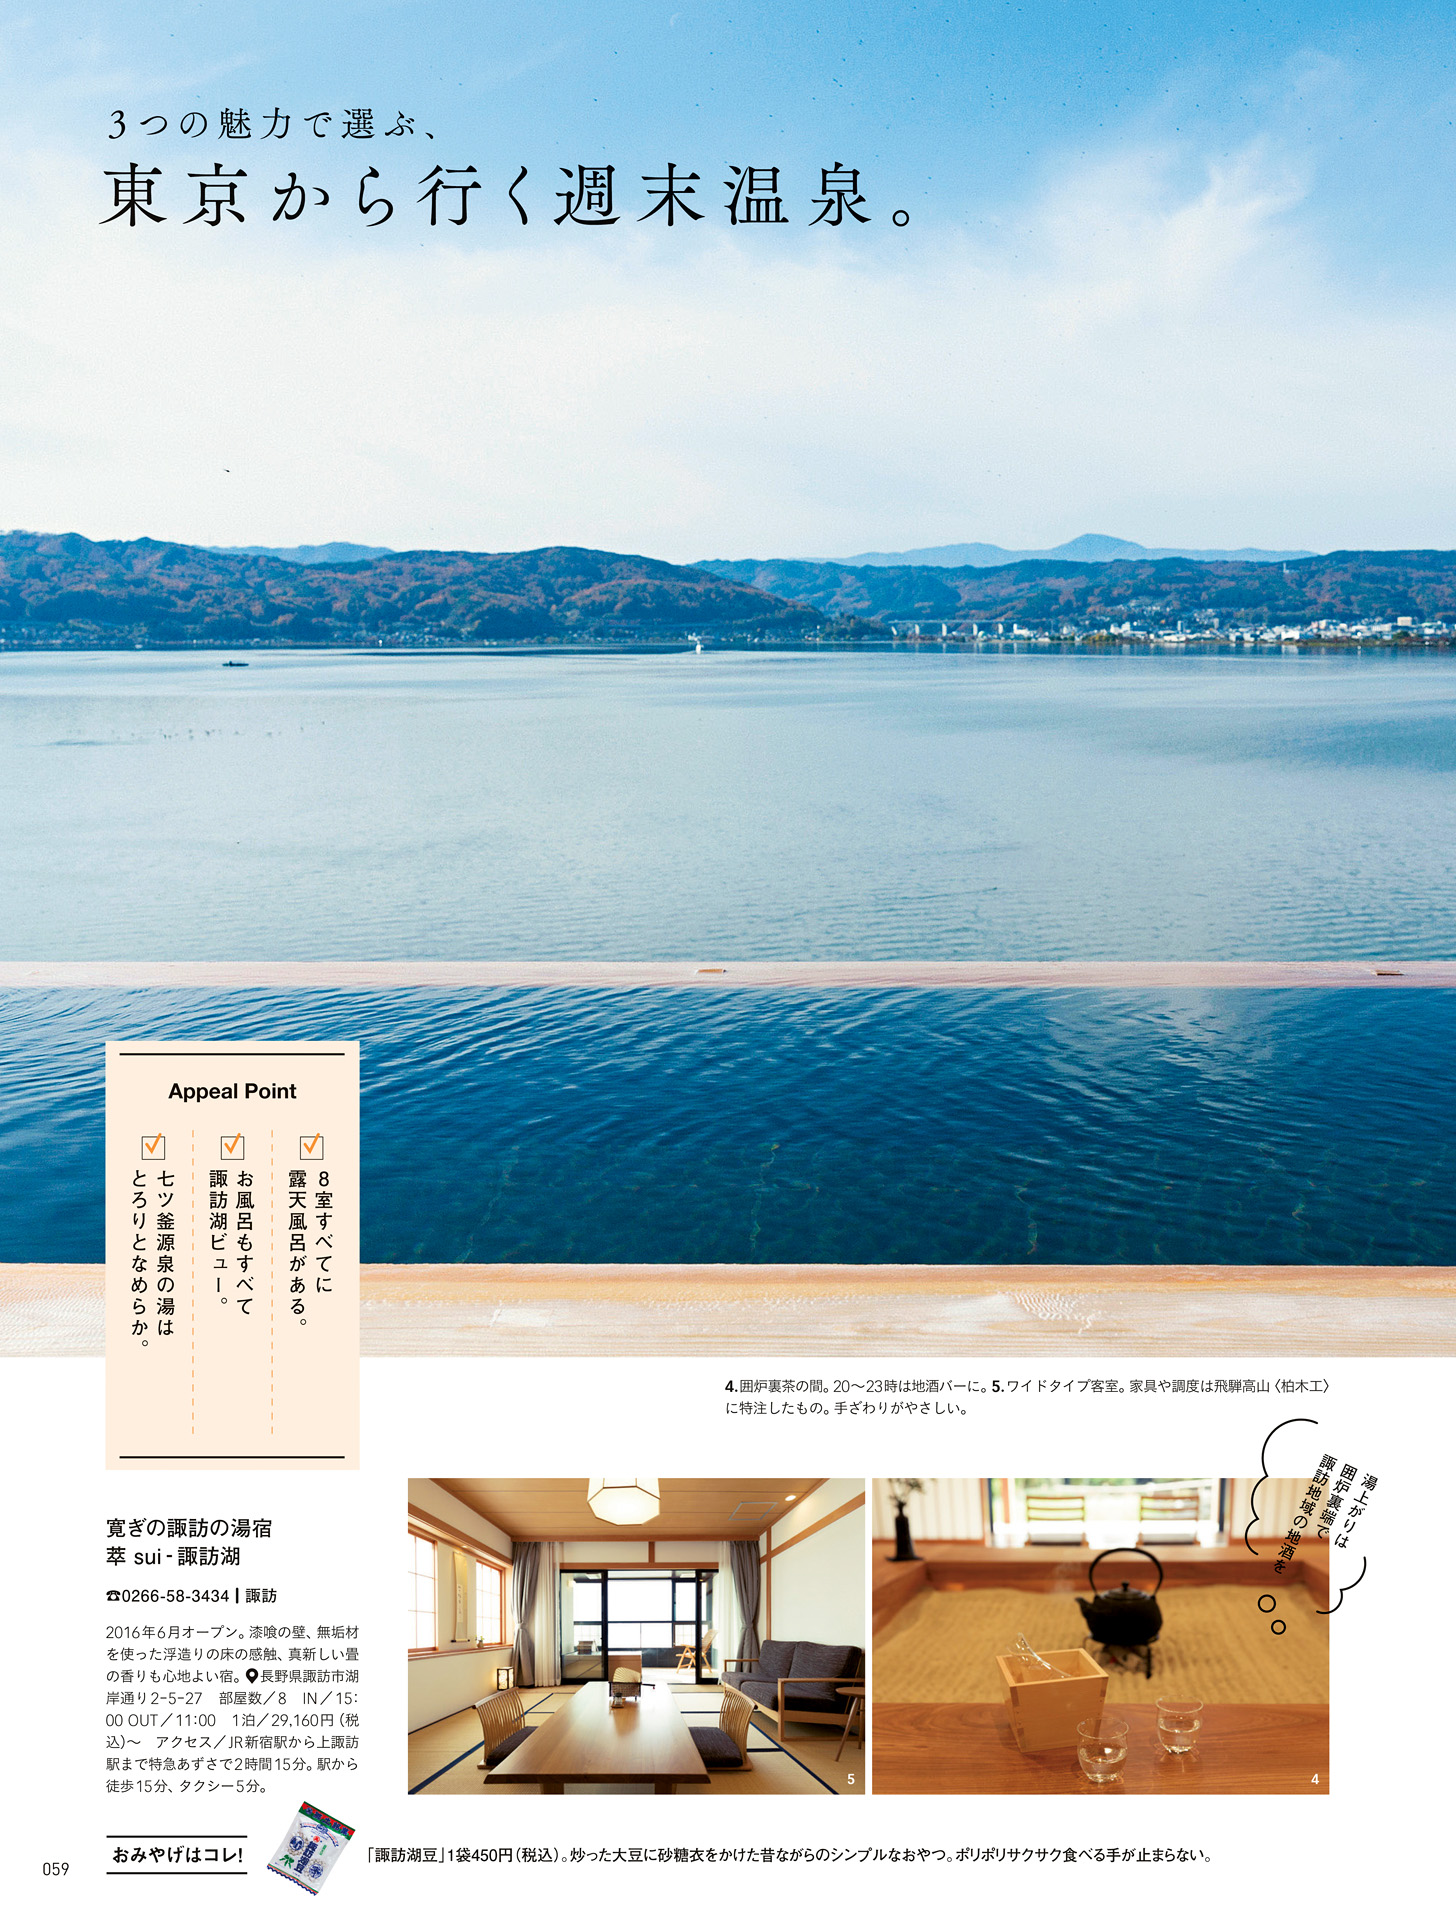 3つの魅力で選ぶ、
東京から行く週末温泉。
Appeal Point
8室すべてに
露天風呂がある。
お風呂もすべて
諏訪湖ビュー。
七ツ釜源泉の湯は
とろりとなめらか。
4.囲炉裏茶の間。20〜23時は地酒バーに。5.ワイドタイプ客室。家具や調度は飛騨高山〈柏木工〉
に特注したもの。手ざわりがやさしい。
湯上がりは
囲炉裏端で
諏訪地域の地酒を
5
4
寛ぎの諏訪の湯宿
萃 sui‐諏訪湖
☎0266-58-3434 | 諏訪
2016年6月オープン。漆喰の壁、無垢材
を使った浮造りの床の感触、真新しい畳
の香りも心地よい宿。長野県諏訪市湖
岸通り2-5-27　部屋数／8　IN／15：
00 OUT／11:00　1泊／29,160円（税
込）〜　アクセス／JR新宿駅から上諏訪
駅まで特急あずさで2時間15分。駅から
徒歩15分、タクシー5分。
おみやげはコレ！
諏訪湖豆
「諏訪湖豆」1袋450円（税込）。炒った大豆に砂糖衣をかけた昔ながらのシンプルなおやつ。ポリポリサクサク食べる手が止まらない。
059